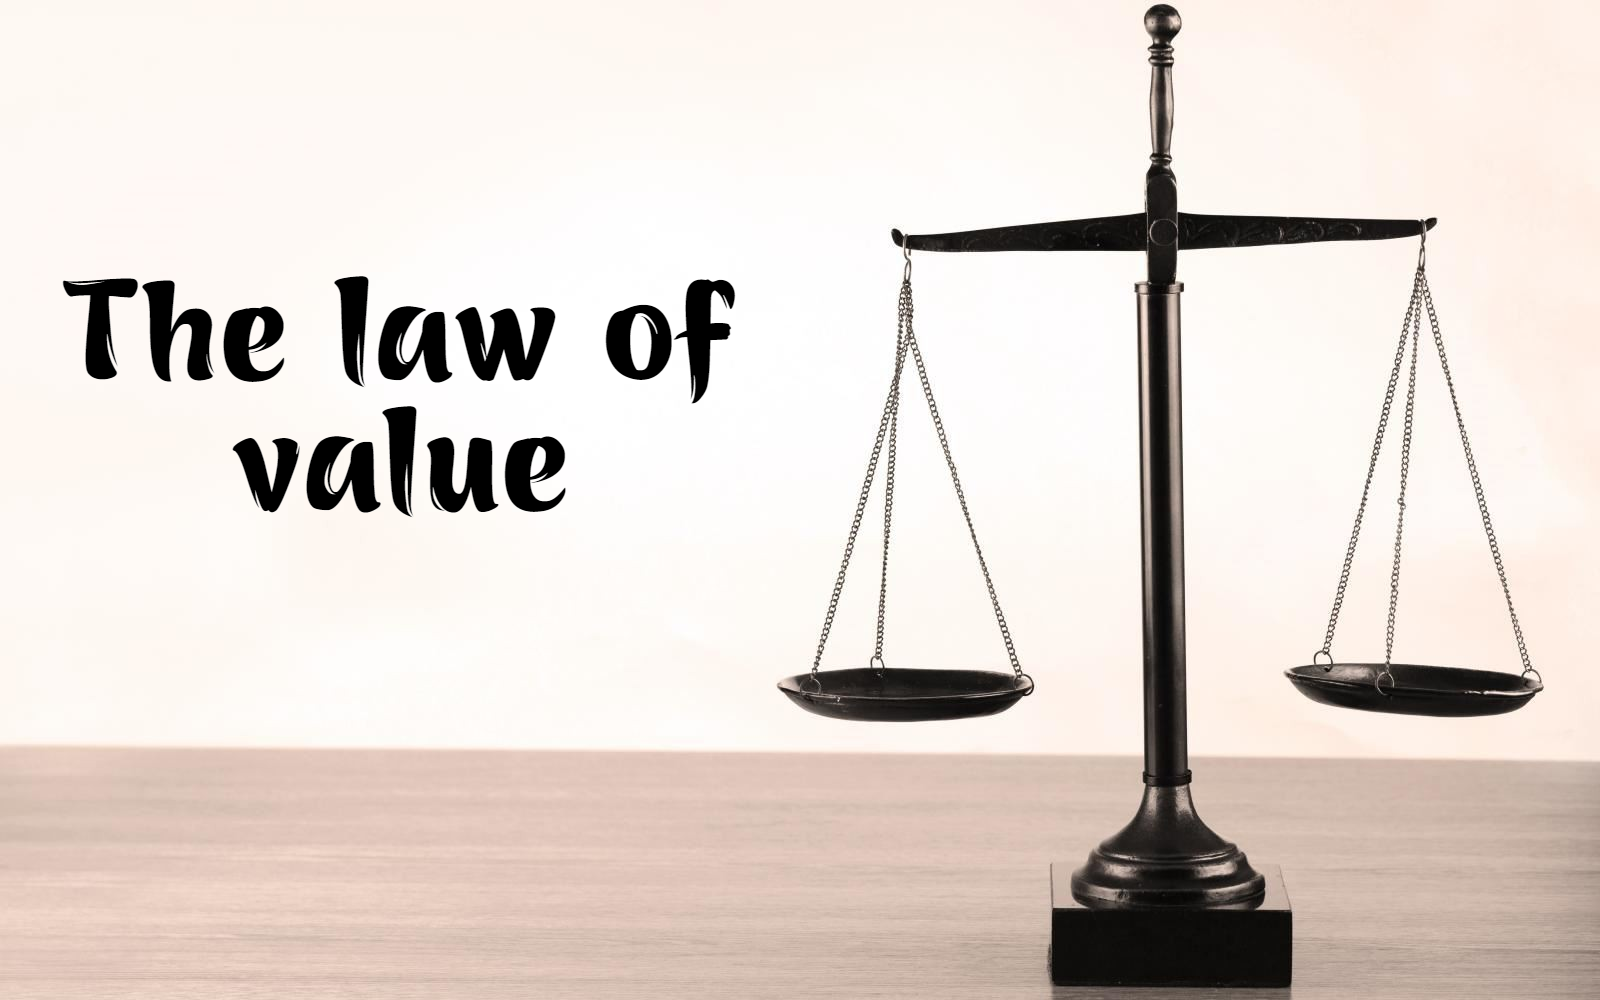 The law of
value